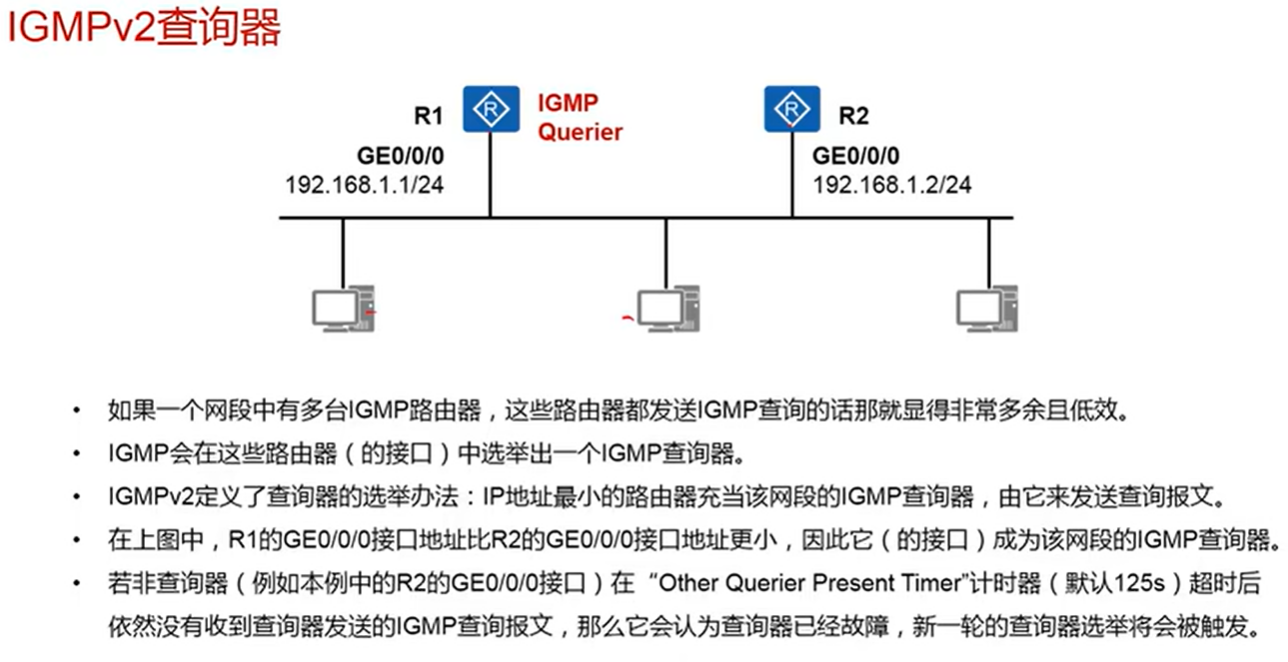 IGMPv2查询器
R1
IGMP
Querier
R2
GE0/0/0
192.168.1.1/24
GE0/0/0
192.168.1.2/24
• 如果一个网段中有多台IGMP路由器，这些路由器都发送IGMP查询的话那就显得非常多余且低效。
• IGMP会在这些路由器（的接口）中选举出一个IGMP查询器。
• IGMPv2定义了查询器的选举办法：IP地址最小的路由器充当该网段的IGMP查询器，由它来发送查询报文。
• 在上图中，R1的GE0/0/0接口地址比R2的GE0/0/0接口地址更小，因此它（的接口）成为该网段的IGMP查询器。
• 若非查询器（例如本例中的R2的GE0/0/0接口）在“Other Querier Present Timer”计时器（默认125s）超时后
依然没有收到查询器发送的IGMP查询报文，那么它会认为查询器已经故障，新一轮的查询器选举将会被触发。